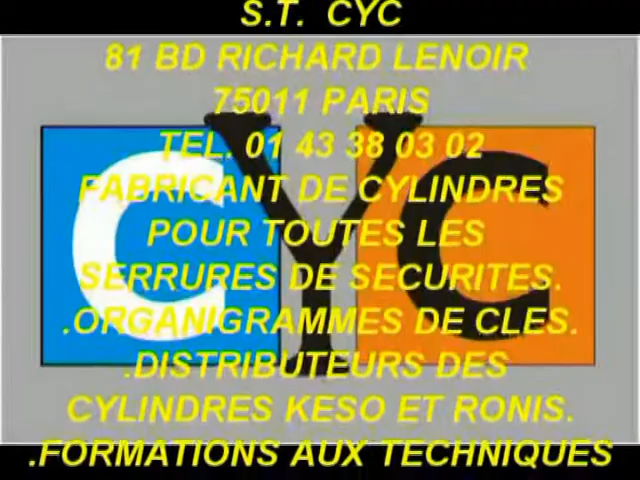 S.T. CYC
81 BD RICHARD LENOIR
75011 PARIS
TEL. 01 43 38 03 02
FABRICANT DE CYLINDRES
POUR TOUTES LES
SERRURES DE SECURITES.
.ORGANIGRAMMES DE CLES.
.DISTRIBUTEURS DES
CYLINDRES KESO ET RONIS.
.FORMATIONS AUX TECHNIQUES
CYC